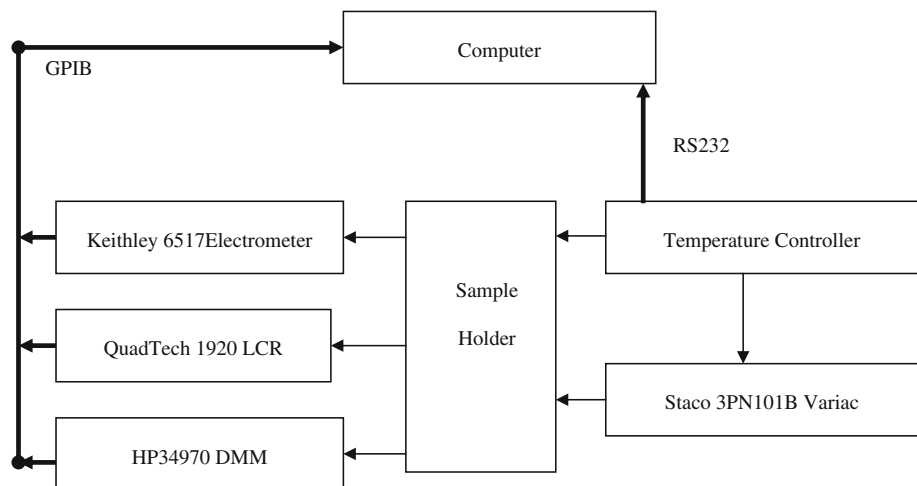 Computer
GPIB
RS232
Keithley 6517Electrometer
Temperature Controller
Sample
Holder
QuadTech 1920 LCR
Staco 3PN101B Variac
HP34970 DMM